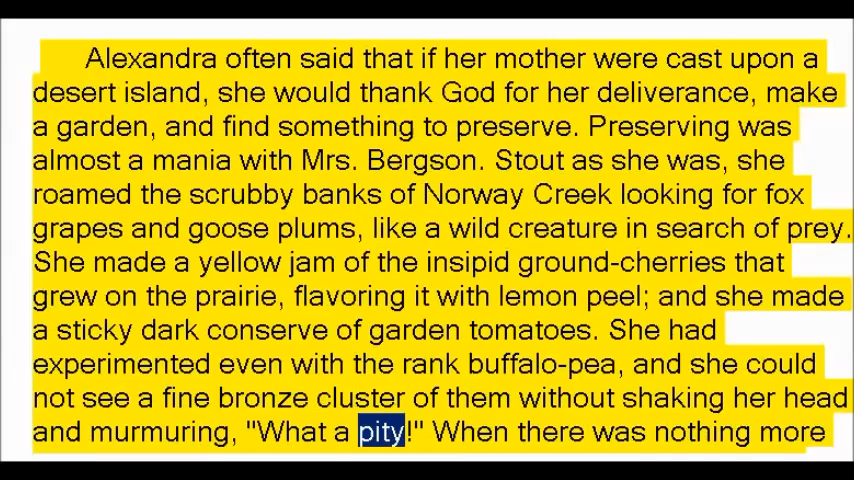 Alexandra often said that if her mother were cast upon a
desert island, she would thank God for her deliverance, make
a garden, and find something to preserve. Preserving was
almost a mania with Mrs. Bergson. Stout as she was, she
roamed the scrubby banks of Norway Creek looking for fox
grapes and goose plums, like a wild creature in search of prey.
She made a yellow jam of the insipid ground-cherries that
grew on the prairie, flavoring it with lemon peel; and she made
a sticky dark conserve of garden tomatoes. She had
experimented even with the rank buffalo-pea, and she could
not see a fine bronze cluster of them without shaking her head
and murmuring, "What a pity!" When there was nothing more